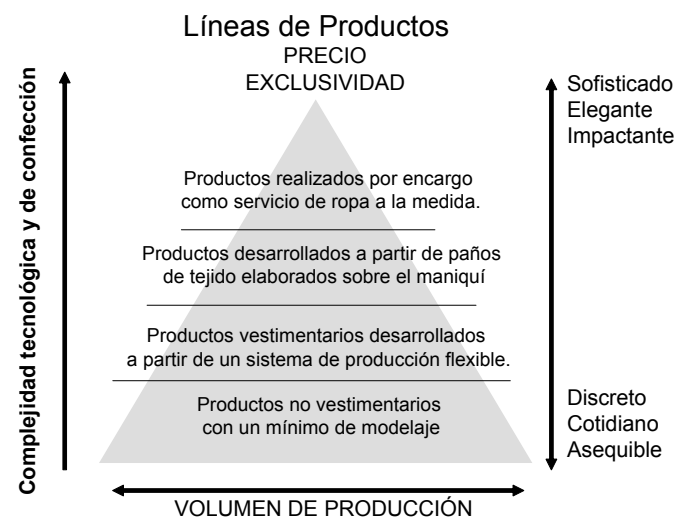 Líneas de Productos
PRECIO
EXCLUSIVIDAD
Complejidad tecnológica y de confección
Sofisticado
Elegante
Impactante
Productos realizados por encargo
como servicio de ropa a la medida.
Productos desarrollados a partir de paños
de tejido elaborados sobre el maniquí
Productos vestimentarios desarrollados
a partir de un sistema de producción flexible.
Productos no vestimentarios
con un mínimo de modelaje
Discreto
Cotidiano
Asequible
VOLUMEN DE PRODUCCIÓN